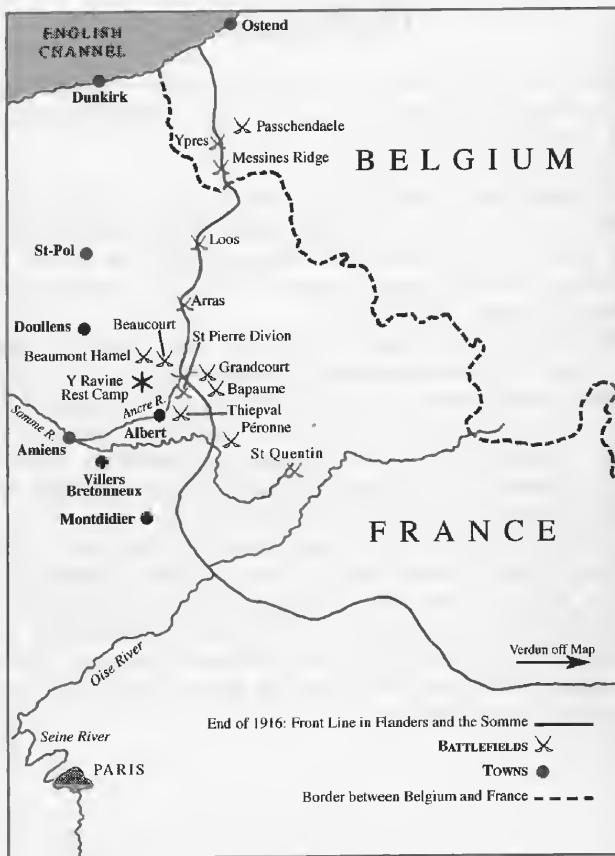 ENGLISH
CHANNEL
Ostend
Dunkirk
Passchendaele
Ypres
Messines Ridge
BELGIUM
Loos
St-Pol
Arras
Doullens
Beaucourt
St Pierre Divion
Beaumont Hamel
Grandcourt
Y Ravine
Rest Camp
Bapaume
Ancre R.
Thiepval
Somme R.
Albert
Péronne
Amiens
St Quentin
Villers
Bretonneux
Montdidier
FRANCE
Verdun off Map
Oise River
End of 1916: Front Line in Flanders and the Somme
Seine River
BATTLEFIELDS
PARIS
TOWNS
Border between Belgium and France